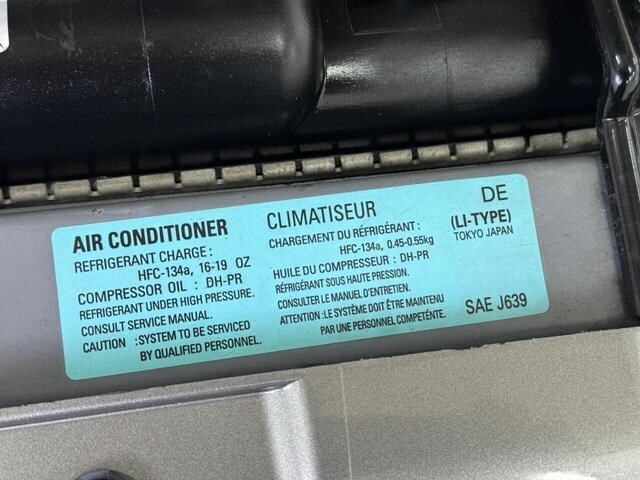 AIR CONDITIONER
REFRIGERANT CHARGE :
HFC-134a, 16-19 OZ
COMPRESSOR OIL : DH-PR
REFRIGERANT UNDER HIGH PRESSURE.
CONSULT SERVICE MANUAL.
CAUTION :SYSTEM TO BE SERVICED
BY QUALIFIED PERSONNEL.
CLIMATISEUR
CHARGEMENT DU RÉFRIGÉRANT :
HFC-134a, 0.45-0.55kg
HUILE DU COMPRESSEUR : DH-PR
RÉFRIGÉRANT SOUS HAUTE PRESSION.
CONSULTER LE MANUEL D'ENTRETIEN.
ATTENTION : LE SYSTÈME DOIT ÊTRE MAINTENU
PAR UNE PERSONNEL COMPETÉNTE.
DE
(LI-TYPE)
TOKYO JAPAN
SAE J639